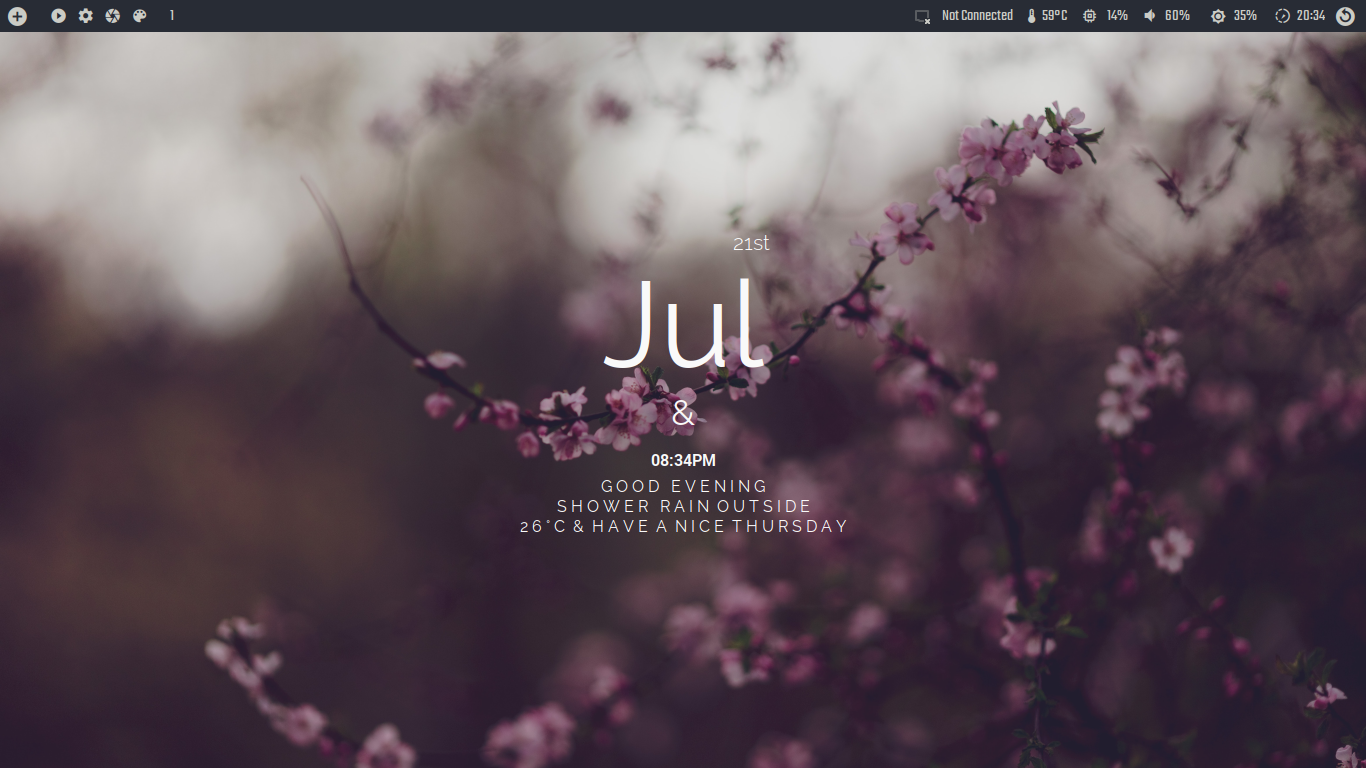 1 Not Connected 59°C 14% 60% 35% 20:34
21st
Jul
&
08:34PM
GOOD EVENING
SHOWER RAIN OUTSIDE
26°C & HAVE A NICE THURSDAY